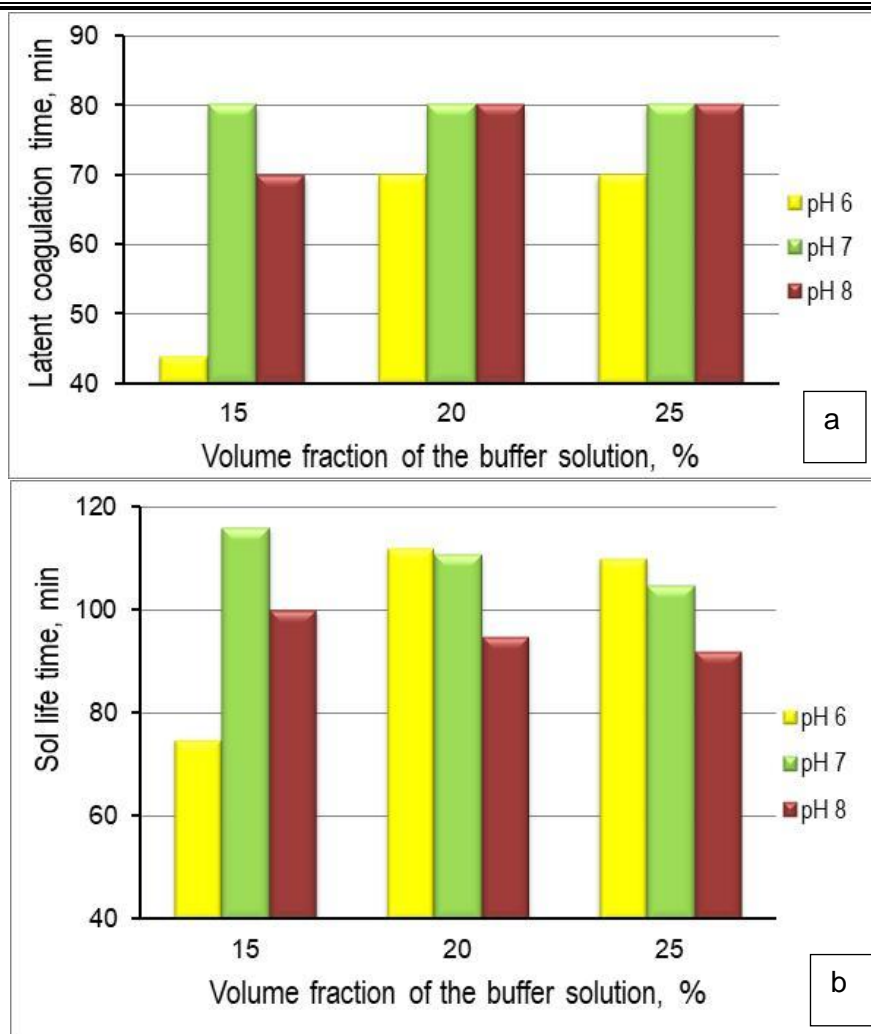 90
80
70
60
50
40
Latent coagulation time, min
15 20 25
Volume fraction of the buffer solution, %
pH 6
pH 7
pH 8
a
120
100
80
60
40
Sol life time, min
15 20 25
Volume fraction of the buffer solution, %
pH 6
pH 7
pH 8
b